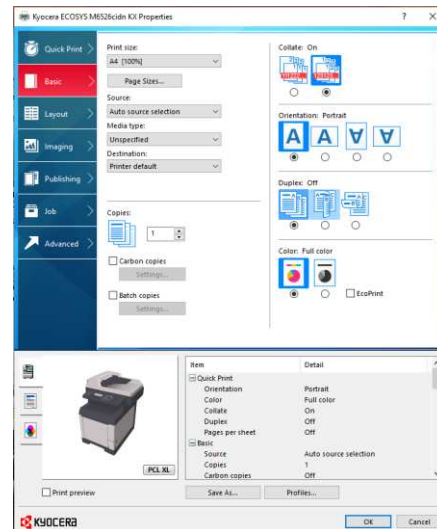 Kyocera ECOSYS M6526cidn KX Properties
? X
Quick Print
Basic
Layout
Imaging
Publishing
Job
Advanced
Print size:
A4 [100%]
Page Sizes...
Source:
Auto source selection
Media type:
Unspecified
Destination:
Printer default
Copies:
1
Carbon copies
Settings...
Batch copies
Settings...
Collate: On
Orientation: Portrait
A A A A
Duplex: Off
Color: Full color
EcoPrint
PCL XL
Print preview
Item Detail
Quick Print
Orientation Portrait
Color Full color
Collate On
Duplex Off
Pages per sheet Off
Basic
Source Auto source selection
Copies 1
Carbon copies Off
Save As...
Profiles...
KYOCERA
OK
Cancel